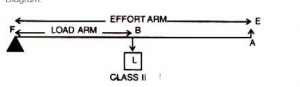 Diagram:
EFFORT ARM E
F LOAD ARM B
A
L
CLASS II